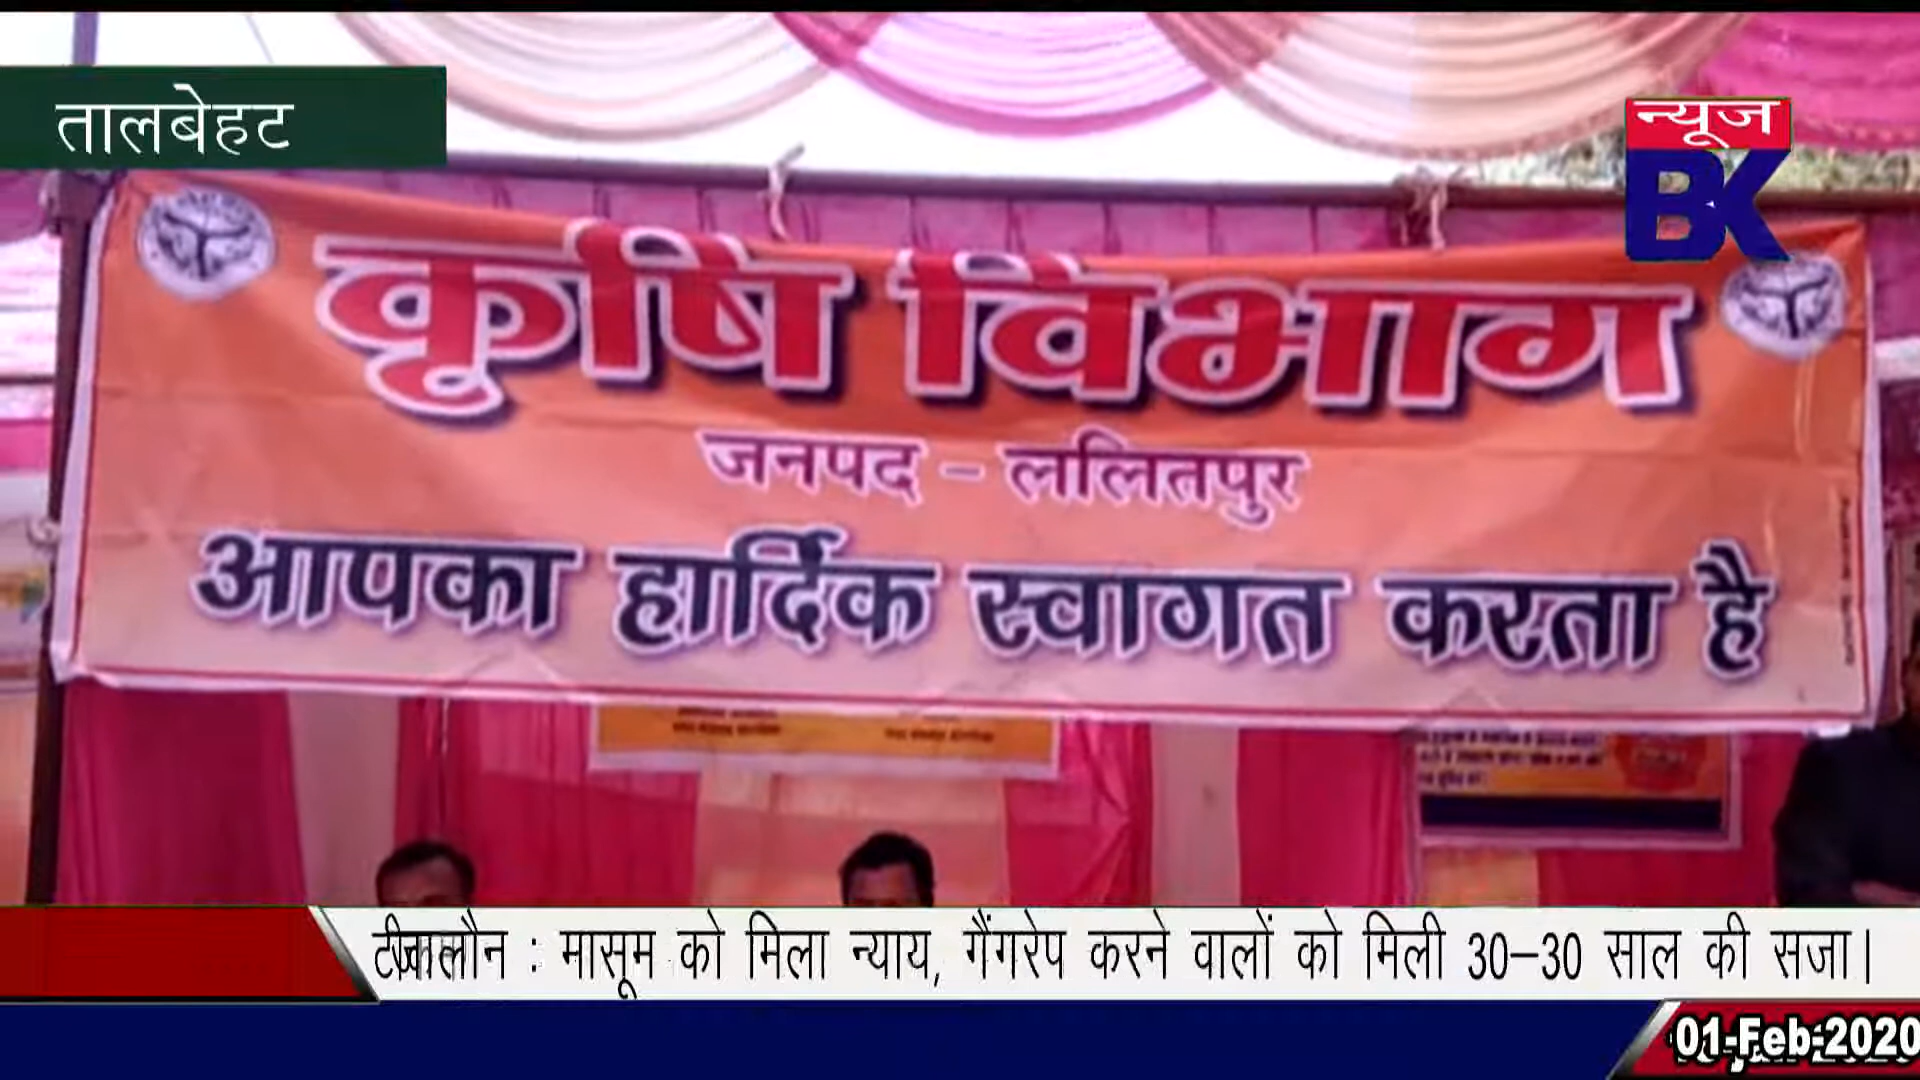 तालबेहट
न्यूज
BK
कृषि विभाग
जनपद - ललितपुर
आपका हार्दिक स्वागत करता है
: मासूम को मिला न्याय, गैंगरेप करने वालों को मिली 30-30 साल की सजा।
01-Feb-2020